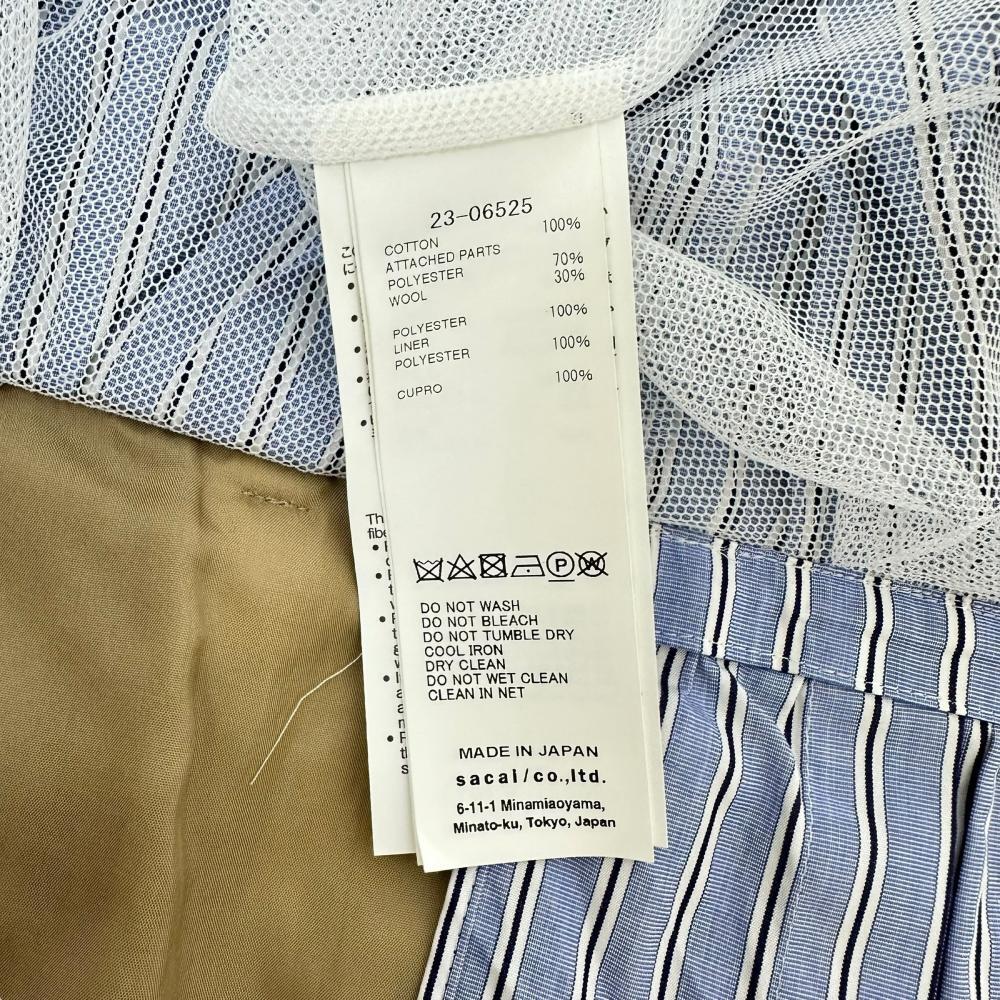 23-06525
COTTON 100%
ATTACHED PARTS
POLYESTER 70%
WOOL 30%
POLYESTER 100%
LINER
POLYESTER 100%
CUPRO 100%
P W
DO NOT WASH
DO NOT BLEACH
DO NOT TUMBLE DRY
COOL IRON
DRY CLEAN
DO NOT WET CLEAN
CLEAN IN NET
MADE IN JAPAN
sacai/co.,ltd.
6-11-1 Minamiaoyama,
Minato-ku, Tokyo, Japan
Th
fibe